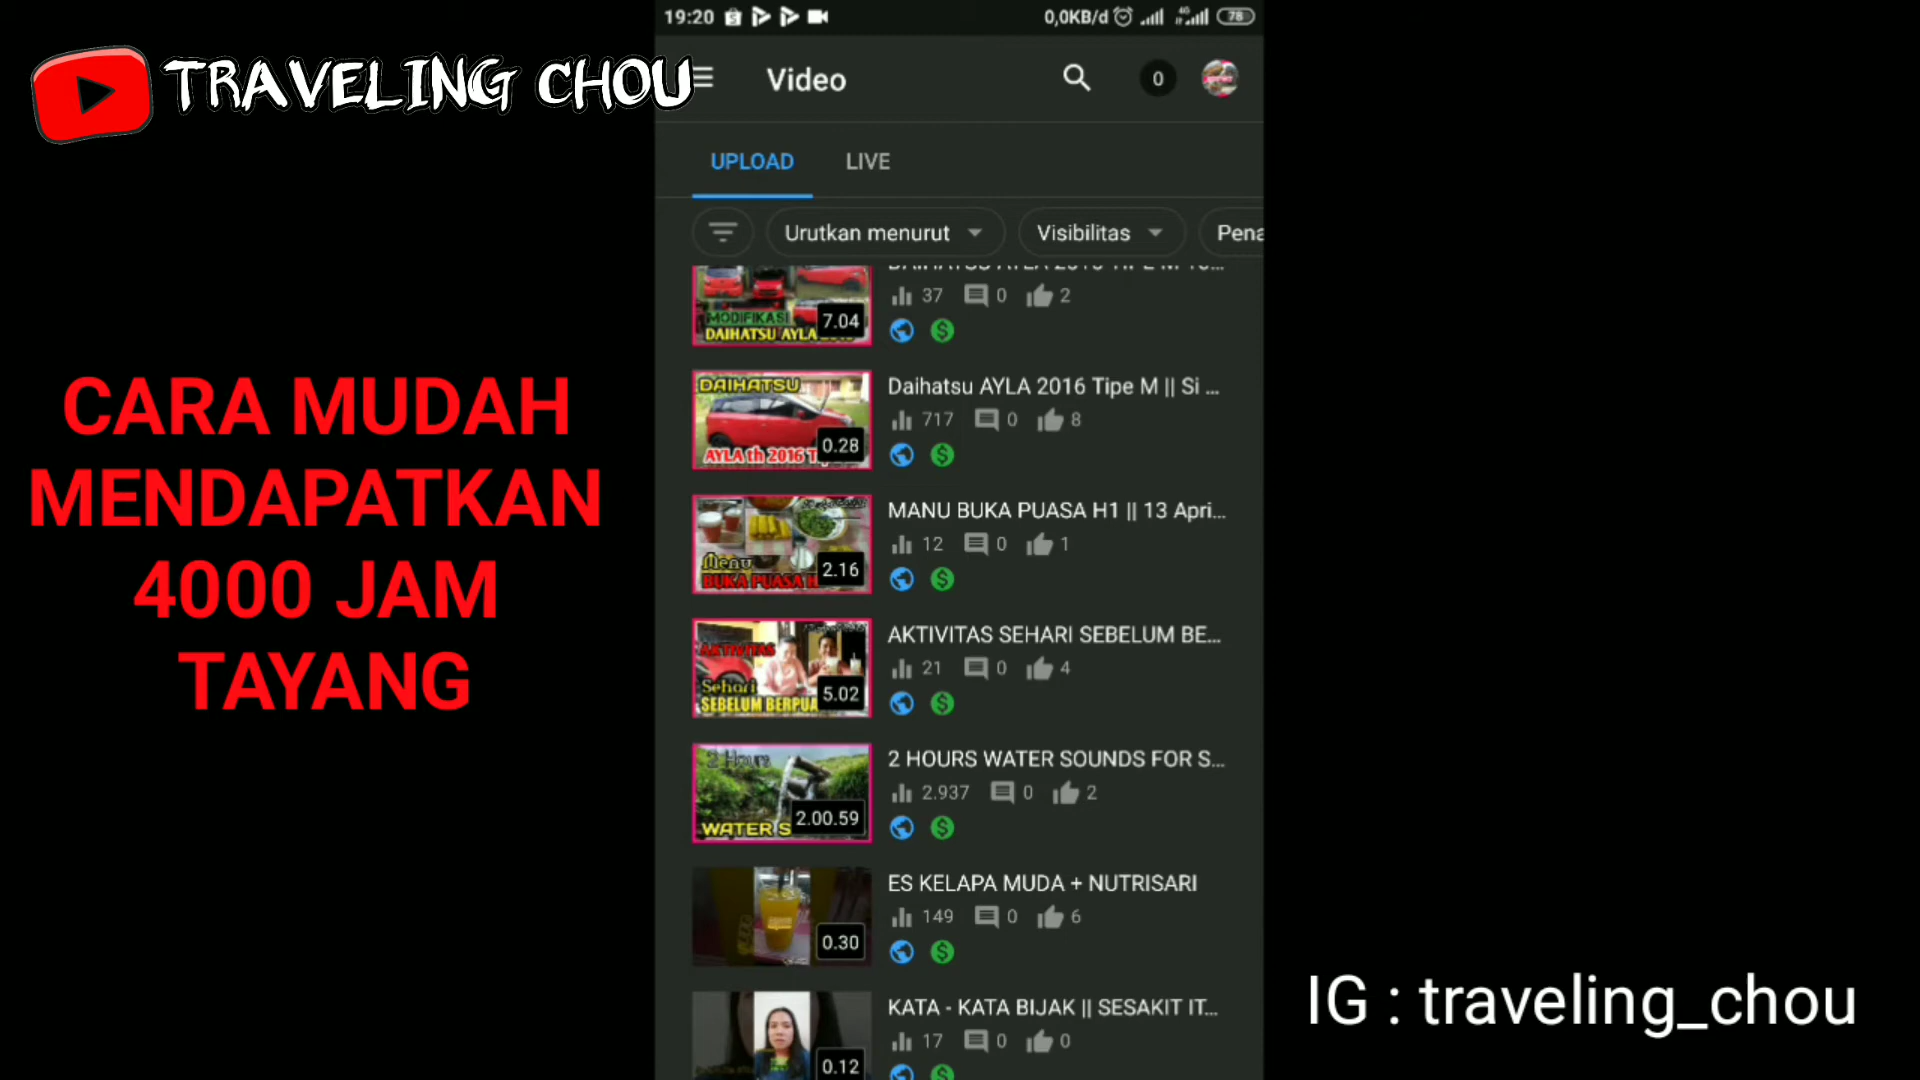 19:20
0,0KB/d
4G
78
TRAVELING CHOU
Video
0
UPLOAD
LIVE
Urutkan menurut
Visibilitas
Pena
MODIFIKASI
DAIHATSU AYLA
7.04
37
0
2
DAIHATSU
AYLA th 2016
0.28
Daihatsu AYLA 2016 Tipe M || Si ...
717
0
8
Menu
BUKA PUASA H
2.16
MANU BUKA PUASA H1 || 13 Apri...
12
0
1
AKTIVITAS
Sehari
SEBELUM BERPUA
5.02
AKTIVITAS SEHARI SEBELUM BE...
21
0
4
2 Hours
WATER S
2.00.59
2 HOURS WATER SOUNDS FOR S...
2.937
0
2
0.30
ES KELAPA MUDA + NUTRISARI
149
0
6
0.12
KATA - KATA BIJAK || SESAKIT IT...
17
0
0
CARA MUDAH
MENDAPATKAN
4000 JAM
TAYANG
IG : traveling_chou